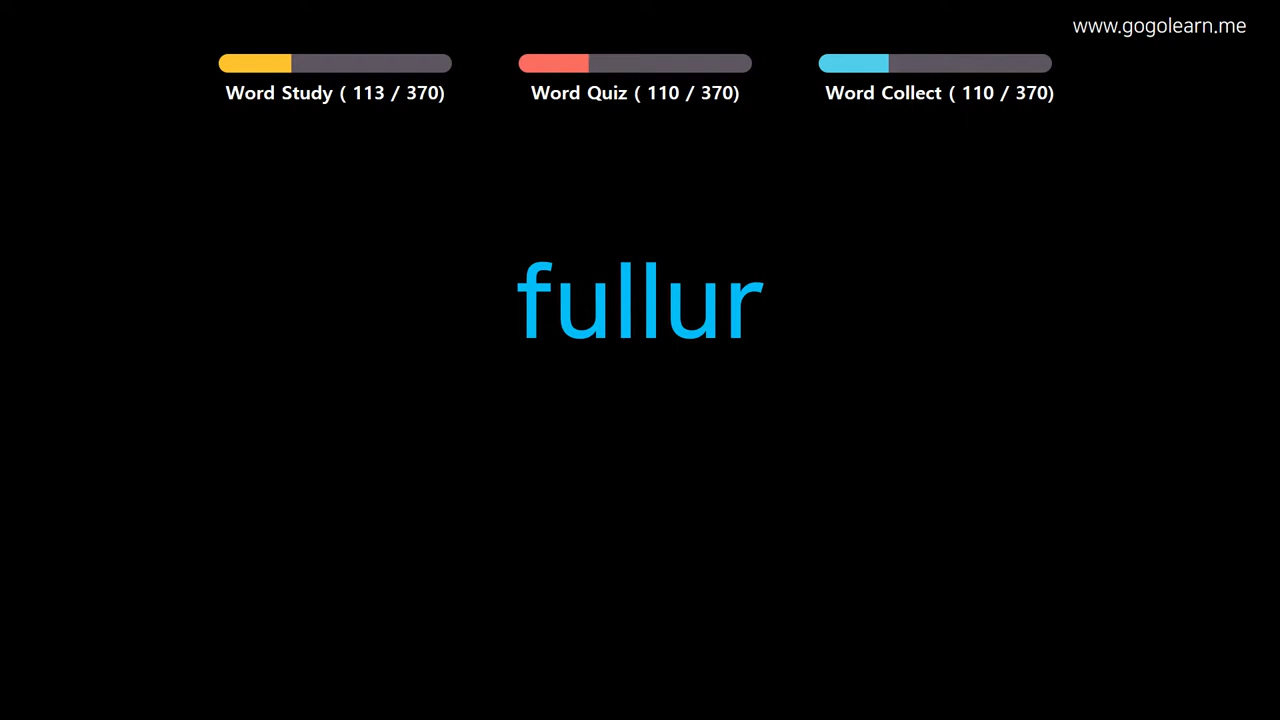 www.gogolearn.me
Word Study ( 113 / 370)
Word Quiz ( 110 / 370)
Word Collect ( 110 / 370)
fullur